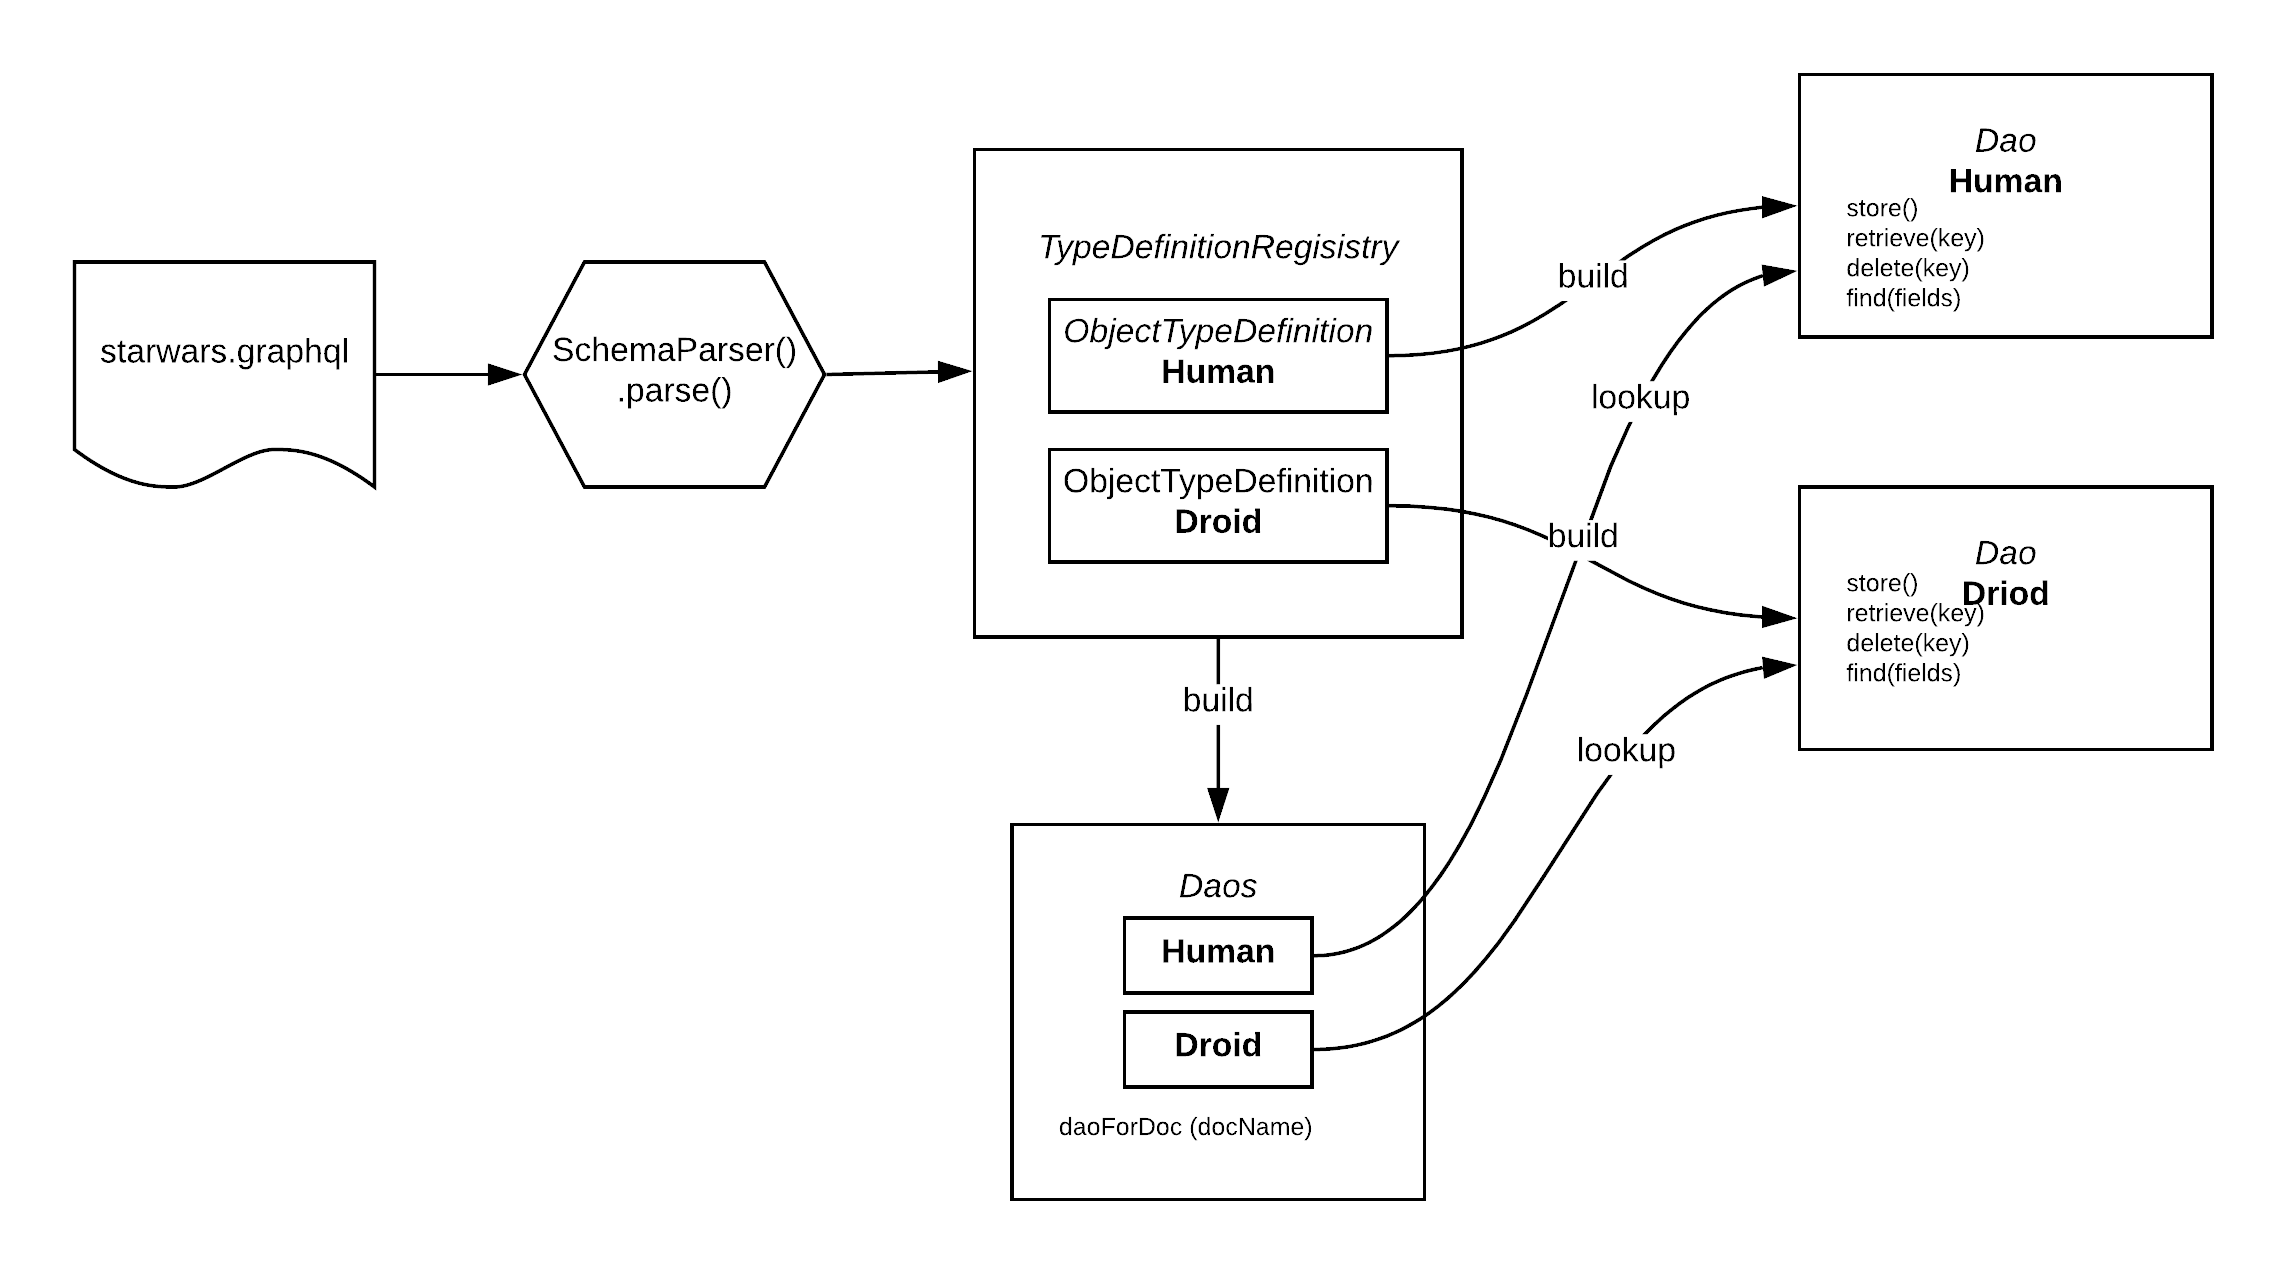 starwars.graphql
SchemaParser()
.parse()
TypeDefinitionRegisistry
ObjectTypeDefinition
Human
ObjectTypeDefinition
Droid
build
lookup
build
lookup
build
Dao
Human
store()
retrieve(key)
delete(key)
find(fields)
Dao
Driod
store()
retrieve(key)
delete(key)
find(fields)
Daos
Human
Droid
daoForDoc (docName)